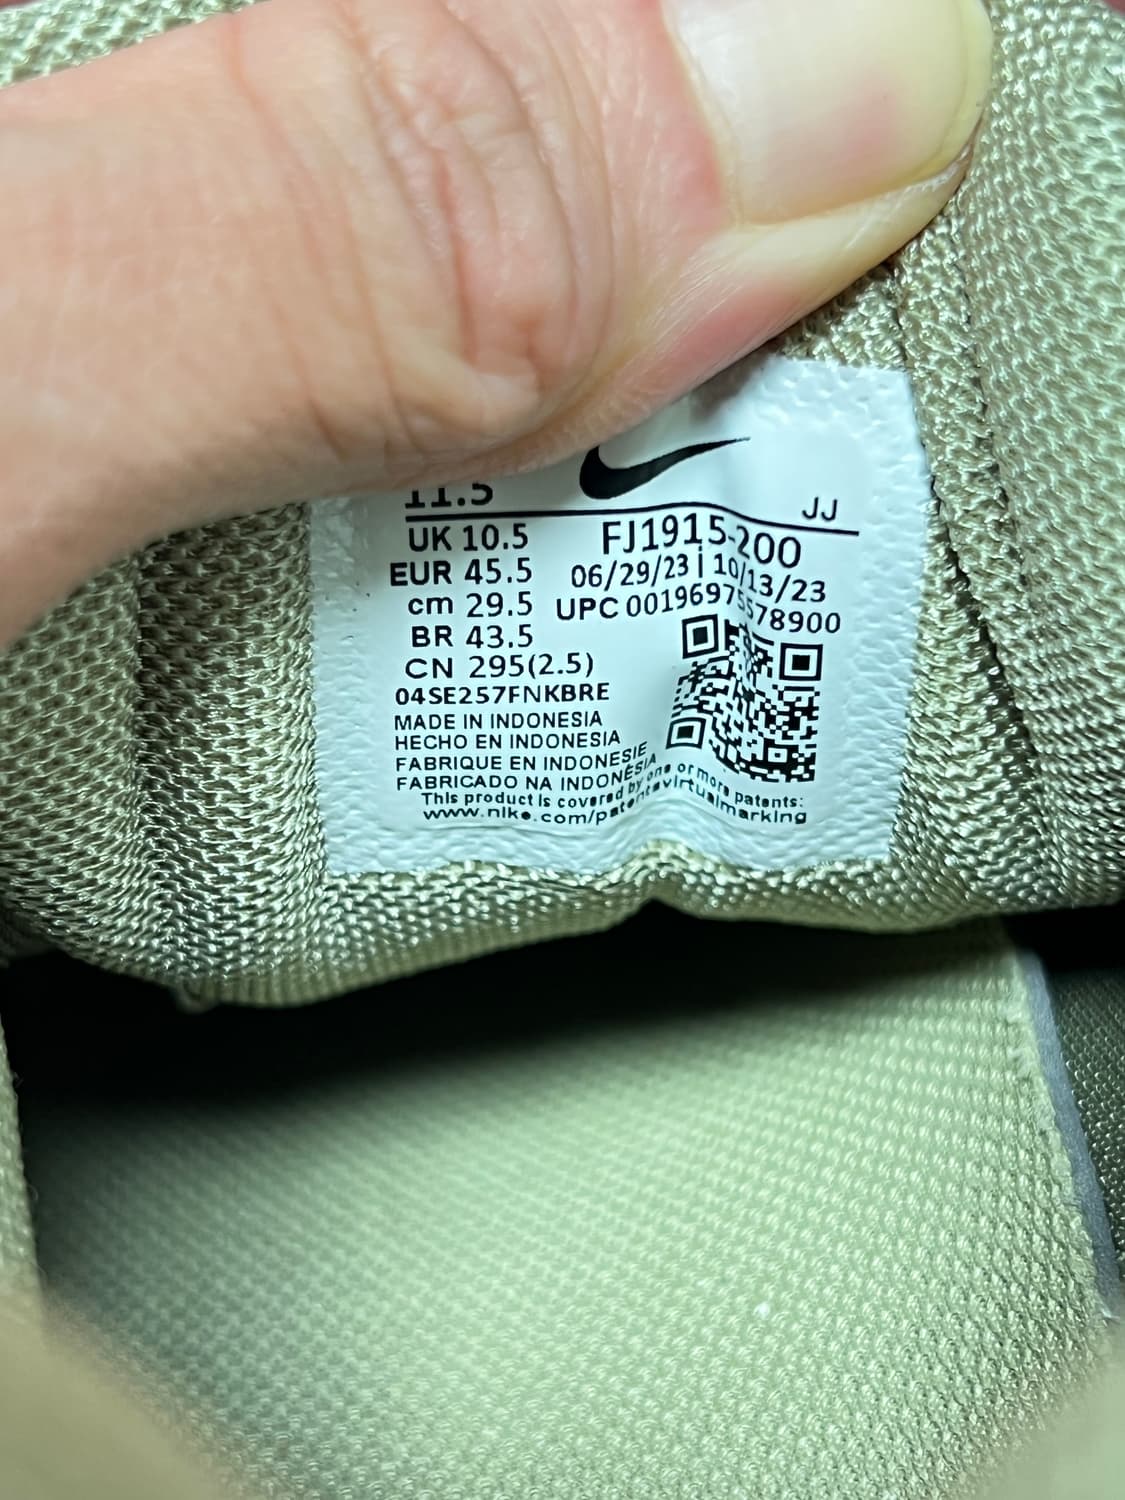 11.5
JJ
UK 10.5
FJ1915-200
EUR 45.5
06/29/23 | 10/13/23
cm 29.5
UPC 00196975578900
BR 43.5
CN 295(2.5)
04SE257FNKBRE
MADE IN INDONESIA
HECHO EN INDONESIA
FABRIQUE EN INDONESIE
FABRICADO NA INDONÉSIA
This product is covered by one or more patents:
www.nike.com/patentsvirtualmarking